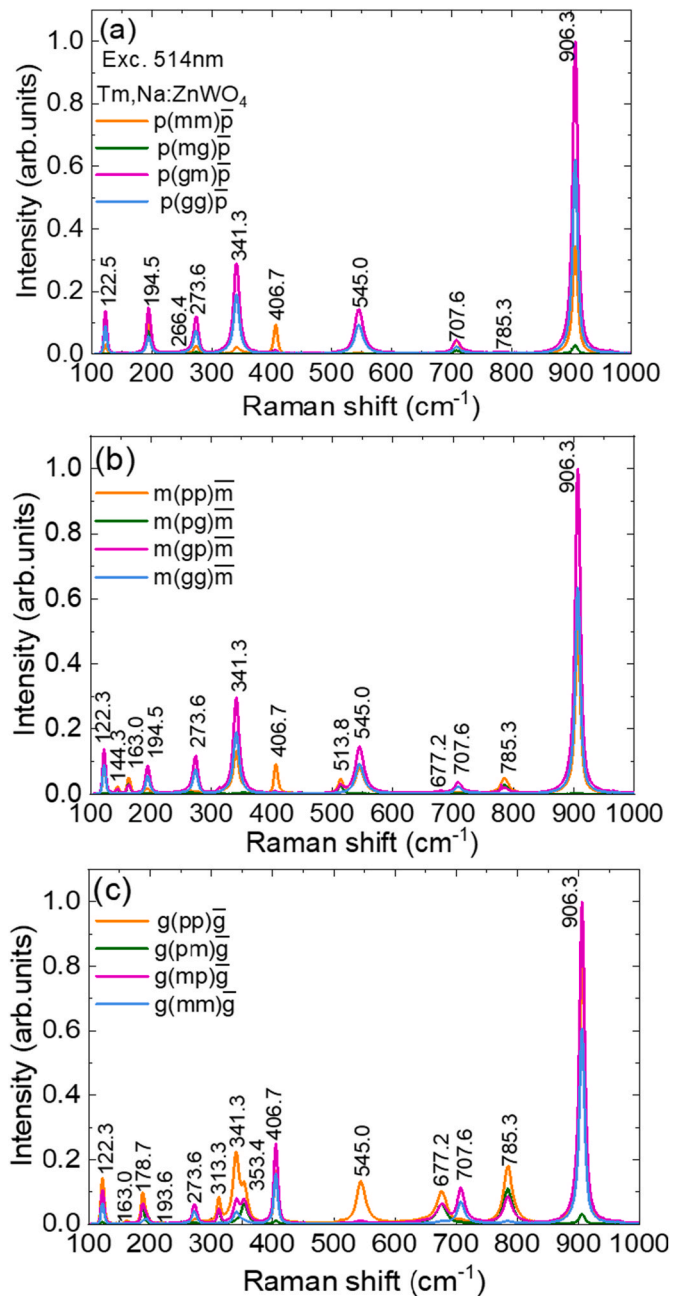 (a)
Exc. 514nm
Tm,Na:ZnWO₄
p(mm)p̅
p(mg)p̅
p(gm)p̅
p(gg)p̅
122.5
194.5
266.4
273.6
341.3
406.7
545.0
707.6
785.3
906.3
Intensity (arb.units)
1.0
0.8
0.6
0.4
0.2
0.0
100 200 300 400 500 600 700 800 900 1000
Raman shift (cm⁻¹)
(b)
m(pp)m̅
m(pg)m̅
m(gp)m̅
m(gg)m̅
122.3
144.3
163.0
194.5
273.6
341.3
406.7
513.8
545.0
677.2
707.6
785.3
906.3
Intensity (arb.units)
1.0
0.8
0.6
0.4
0.2
0.0
100 200 300 400 500 600 700 800 900 1000
Raman shift (cm⁻¹)
(c)
g(pp)g̅
g(pm)g̅
g(mp)g̅
g(mm)g̅
122.3
163.0
178.7
193.6
273.6
313.3
341.3
353.4
406.7
545.0
677.2
707.6
785.3
906.3
Intensity (arb.units)
1.0
0.8
0.6
0.4
0.2
0.0
100 200 300 400 500 600 700 800 900 1000
Raman shift (cm⁻¹)